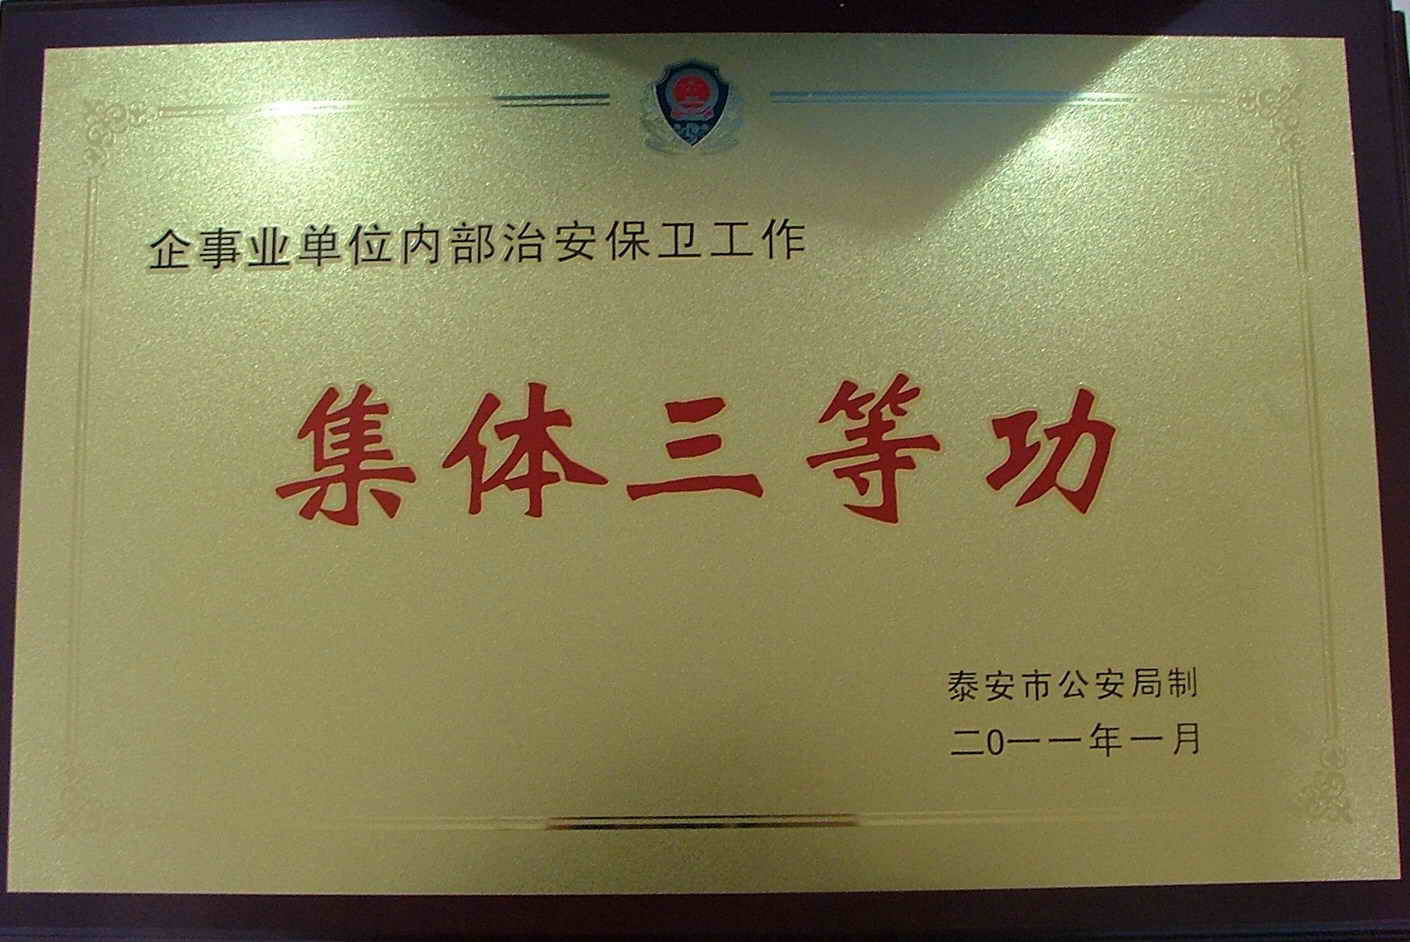 企事业单位内部治安保卫工作
集体三等功
泰安市公安局制
二0一一年一月